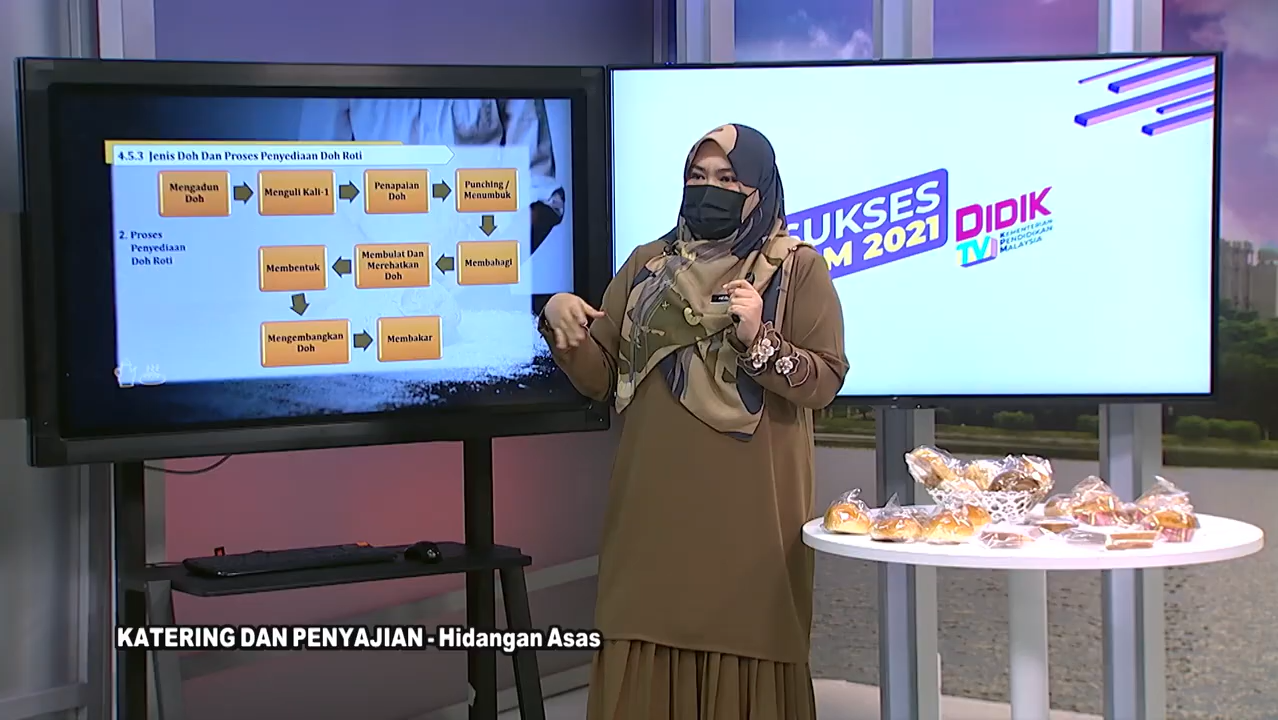 4.5.3 Jenis Doh Dan Proses Penyediaan Doh Roti
Mengadun
Doh
Menguli Kali-1
Penapaian
Doh
Punching /
Menumbuk
2. Proses
Penyediaan
Doh Roti
Membentuk
Membulat Dan
Merehatkan
Doh
Membahagi
Mengembangkan
Doh
Membakar
SUKSES
M 2021
DIDIK
TV
KEMENTERIAN
PENDIDIKAN
MALAYSIA
KATERING DAN PENYAJIAN - Hidangan Asas